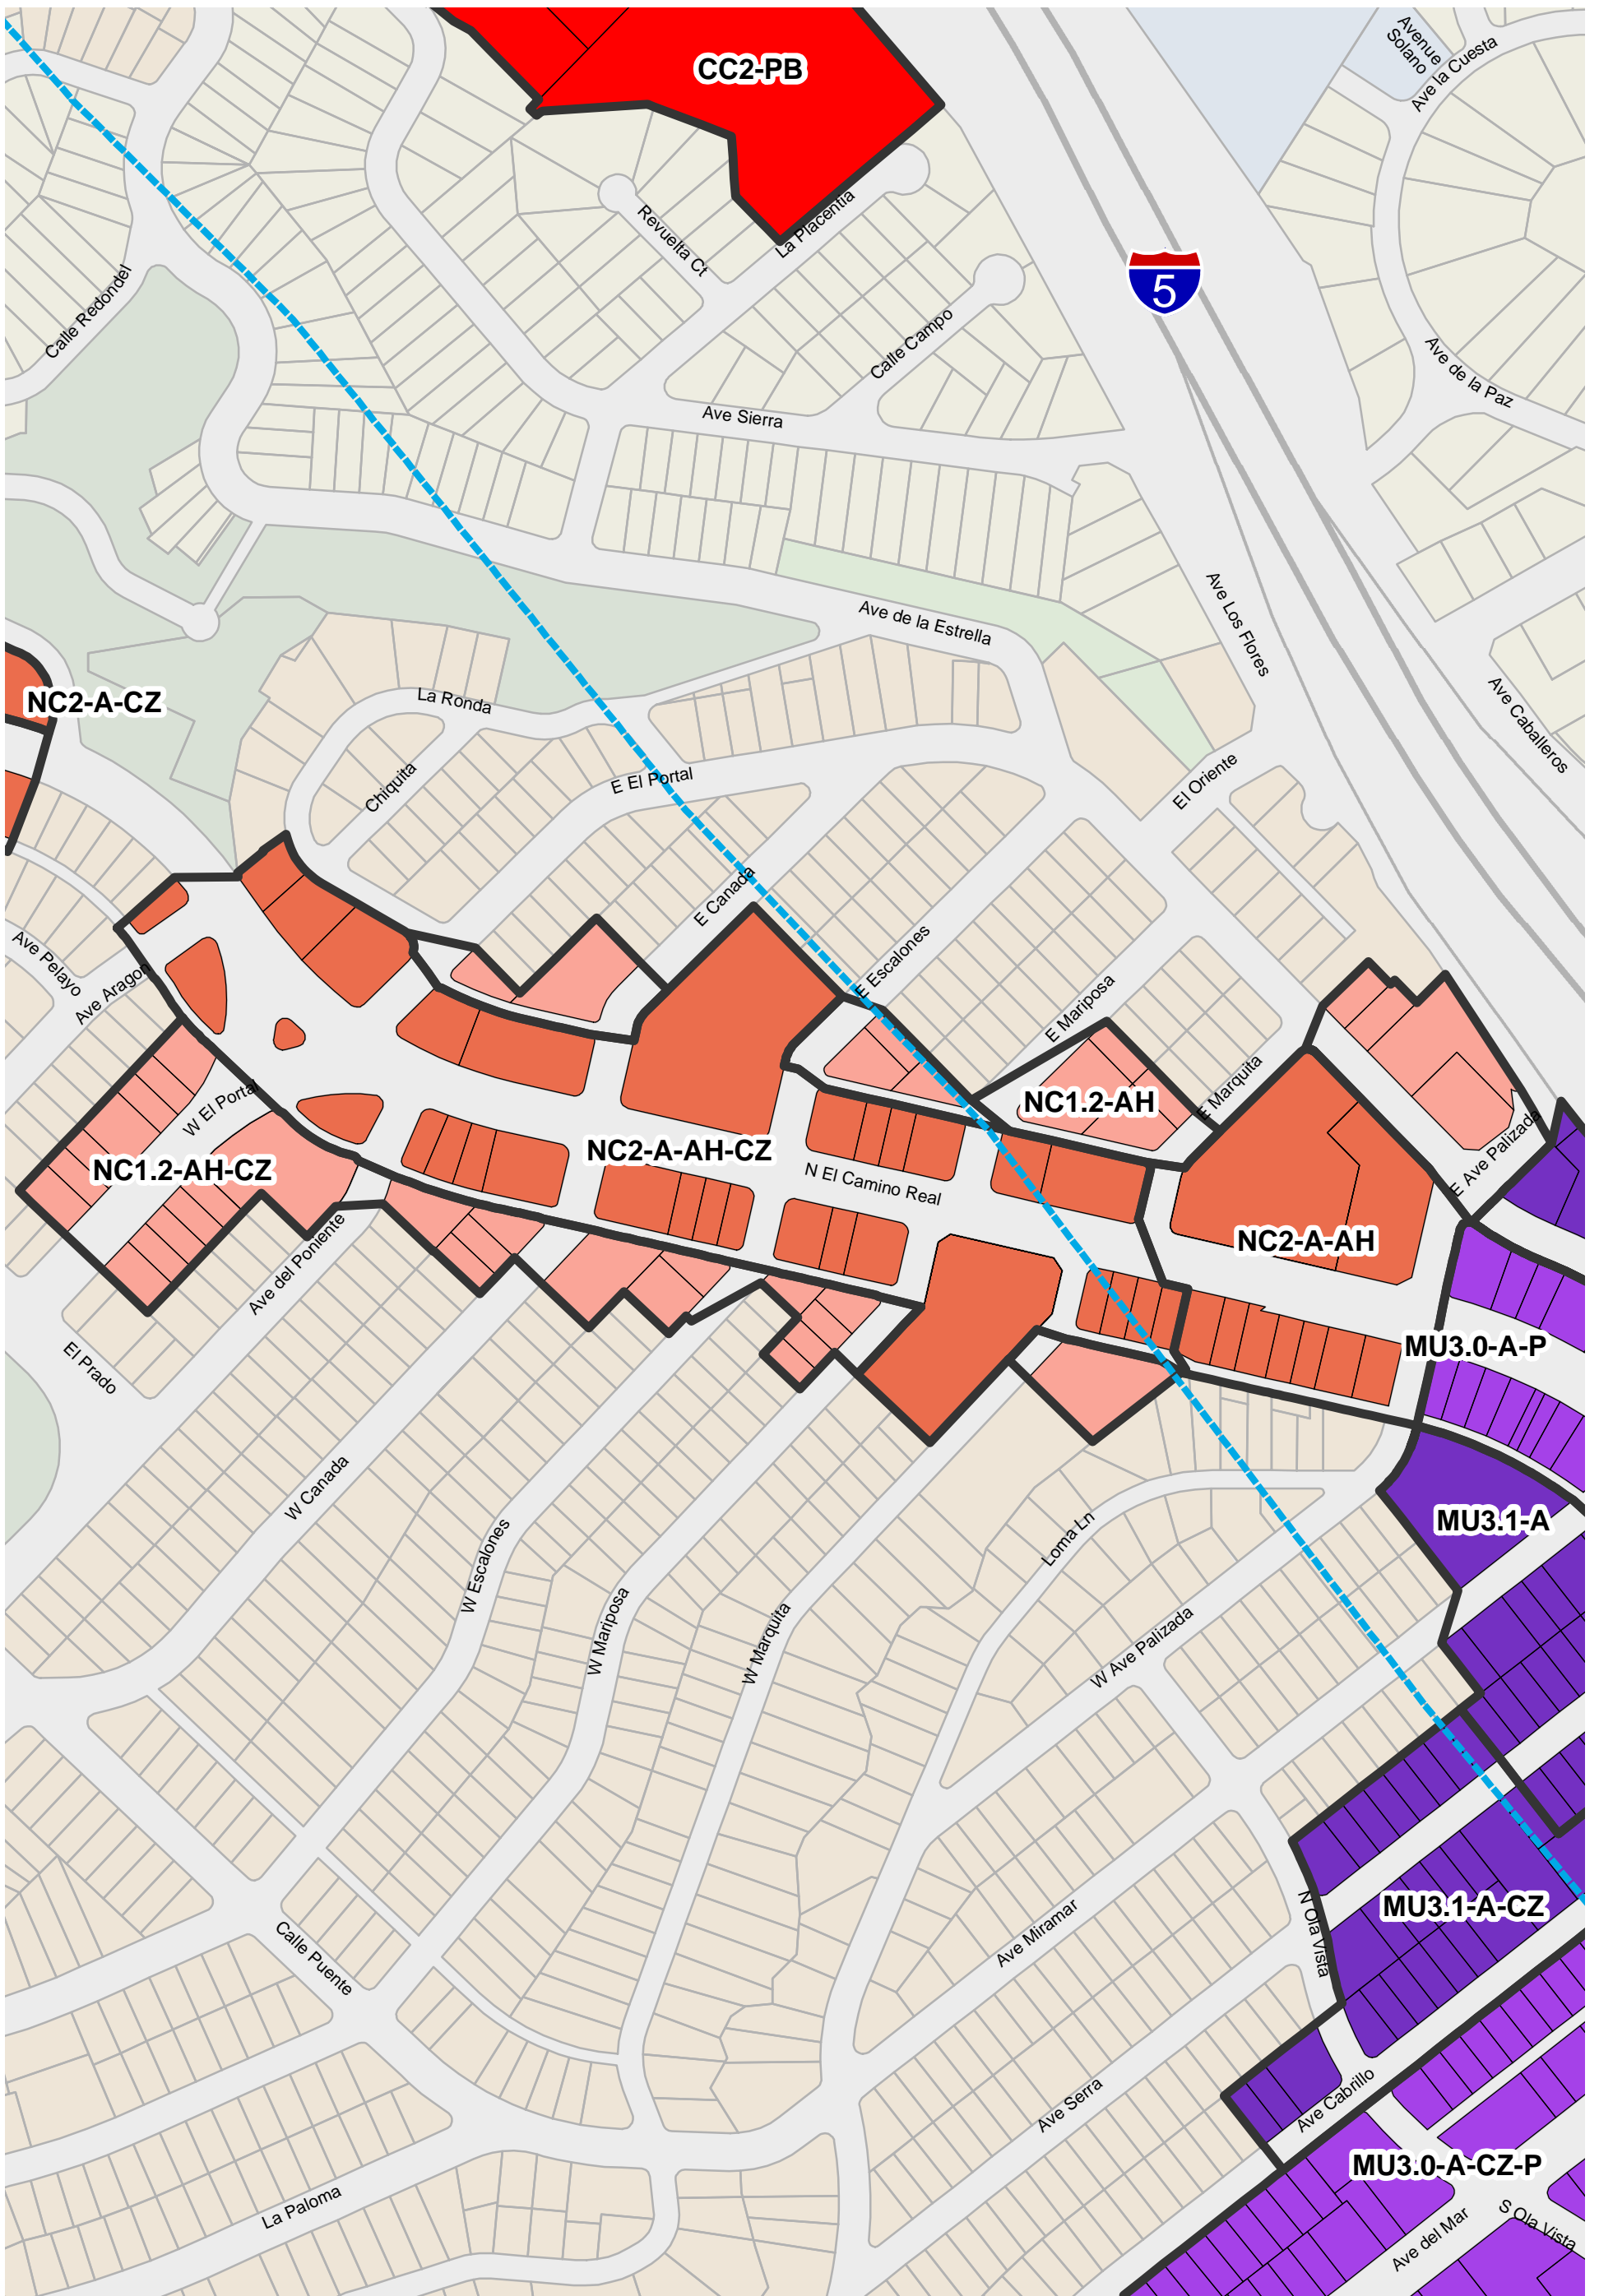 CC2-PB
Avenue
Solano
Ave la Cuesta
Revuelta Ct
La Placentia
5
Calle Redondel
Calle Campo
Ave de la Paz
Ave Sierra
Ave de la Estrella
Ave Los Flores
NC2-A-CZ
La Ronda
Ave Caballeros
Chiquita
E El Portal
El Oriente
E Canada
E Escalones
Ave Pelayo
Ave Aragon
E Mariposa
E Marquita
NC1.2-AH
W El Portal
NC2-A-AH-CZ
E Ave Palizada
NC1.2-AH-CZ
N El Camino Real
NC2-A-AH
Ave del Poniente
El Prado
MU3.0-A-P
W Canada
MU3.1-A
W Escalones
Loma Ln
W Mariposa
W Marquita
W Ave Palizada
MU3.1-A-CZ
N Ola Vista
Ave Miramar
Calle Puente
Ave Serra
Ave Cabrillo
MU3.0-A-CZ-P
La Paloma
S Ola Vista
Ave del Mar